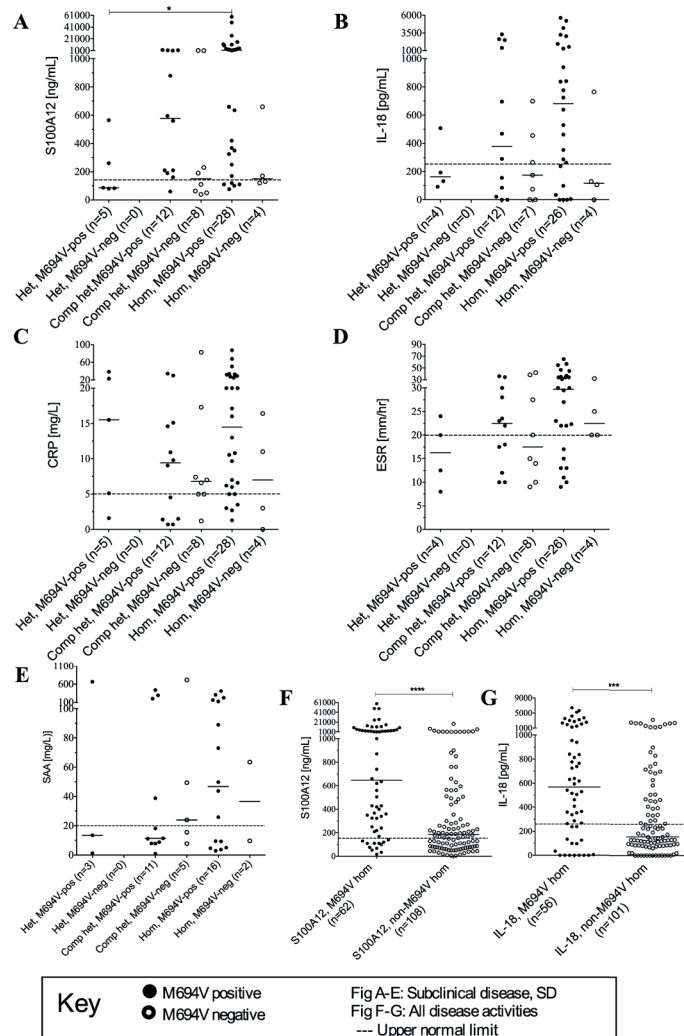 A
B
*
S100A12 [ng/mL]
61000
41000
21000
1000
1000
800
600
400
200
0
Het, M694V-pos (n=5)
Het, M694V-neg (n=0)
Comp het,M694V-pos (n=12)
Comp het, M694V-neg (n=8)
Hom, M694V-pos (n=28)
Hom, M694V-neg (n=4)
IL-18 [pg/mL]
6000
3500
1000
800
600
400
200
0
Het, M694V-pos (n=4)
Het, M694V-neg (n=0)
Comp het, M694V-pos (n=12)
Comp het, M694V-neg (n=7)
Hom, M694V-pos (n=26)
Hom, M694V-neg (n=4)
C
D
CRP [mg/L]
100
80
60
40
20
20
15
10
5
0
Het, M694V-pos (n=5)
Het, M694V-neg (n=0)
Comp het, M694V-pos (n=12)
Comp het, M694V-neg (n=8)
Hom, M694V-pos (n=28)
Hom, M694V-neg (n=4)
ESR [mm/hr]
90
70
50
30
30
25
20
15
10
5
0
Het, M694V-pos (n=4)
Het, M694V-neg (n=0)
Comp het, M694V-pos (n=12)
Comp het, M694V-neg (n=8)
Hom, M694V-pos (n=26)
Hom, M694V-neg (n=4)
E
F
G
SAA [mg/L)]
1100
600
100
100
80
60
40
20
0
Het, M694V-pos (n=3)
Het, M694V-neg (n=0)
Comp het, M694V-pos (n=11)
Comp het, M694V-neg (n=5)
Hom, M694V-pos (n=16)
Hom, M694V-neg (n=2)
****
S100A12 [ng/mL]
61000
41000
21000
1000
1000
800
600
400
200
0
S100A12, M694V hom
(n=62)
S100A12, non-M694V hom
(n=108)
***
IL-18 [pg/mL]
9000
5000
1000
800
600
400
200
0
IL-18, M694V hom
(n=56)
IL-18, non-M694V hom
(n=101)
Key
M694V positive
M694V negative
Fig A-E: Subclinical disease, SD
Fig F-G: All disease activities
--- Upper normal limit